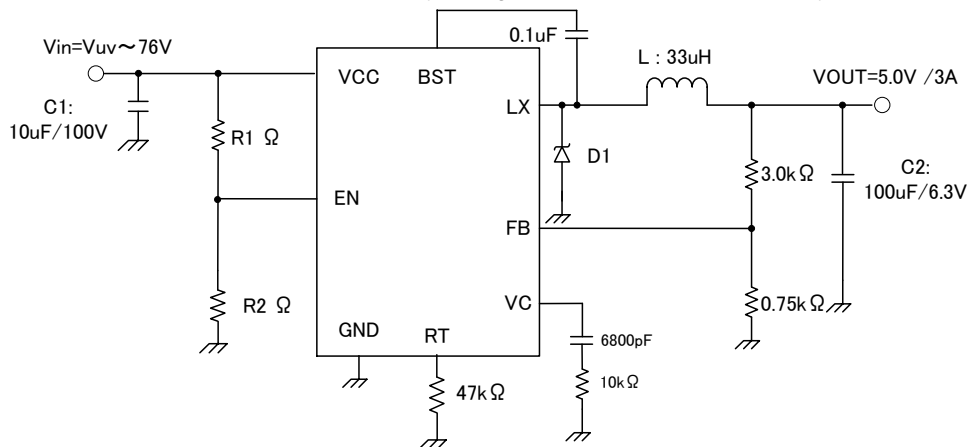 Vin=Vuv～76V
C1:
10uF/100V
R1 Ω
R2 Ω
VCC
BST
LX
EN
FB
VC
GND
RT
0.1uF
L : 33uH
VOUT=5.0V /3A
D1
3.0kΩ
C2:
100uF/6.3V
0.75kΩ
6800pF
10kΩ
47kΩ